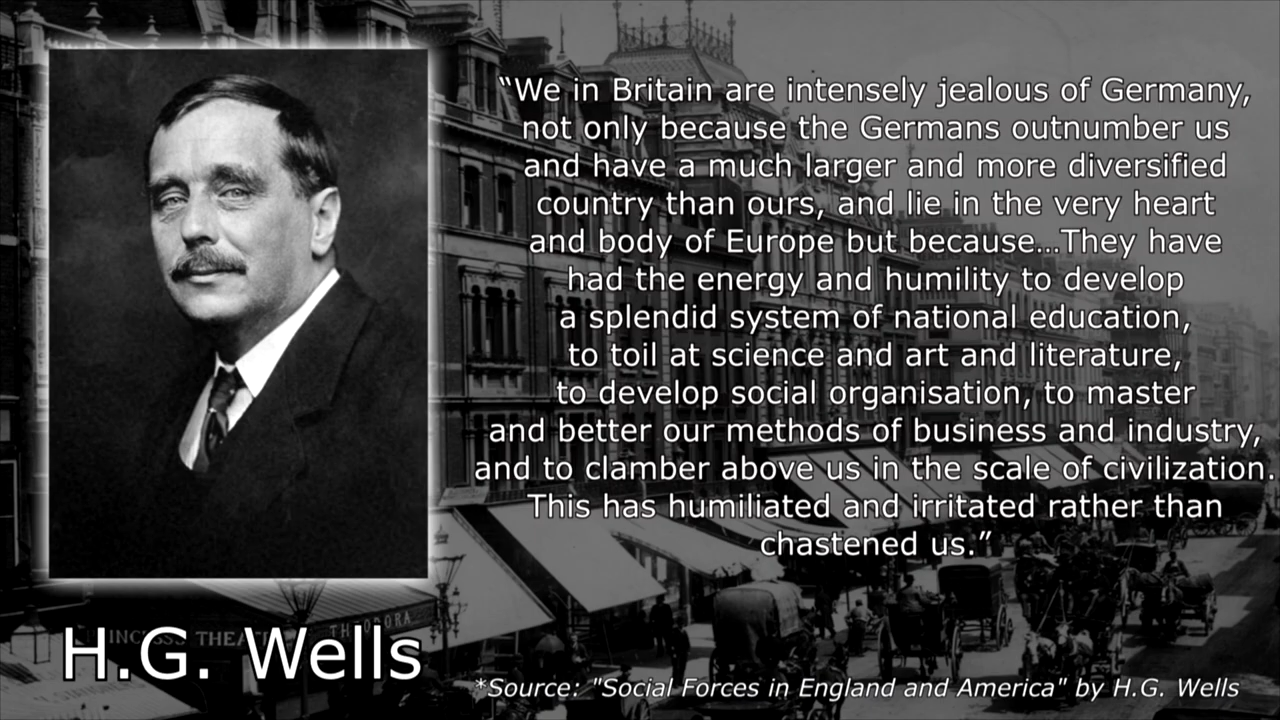 “We in Britain are intensely jealous of Germany,
not only because the Germans outnumber us
and have a much larger and more diversified
country than ours, and lie in the very heart
and body of Europe but because...They have
had the energy and humility to develop
a splendid system of national education,
to toil at science and art and literature,
to develop social organisation, to master
and better our methods of business and industry,
and to clamber above us in the scale of civilization.
This has humiliated and irritated rather than
chastened us.”
THEODORA
H.G. Wells
*Source: "Social Forces in England and America" by H.G. Wells